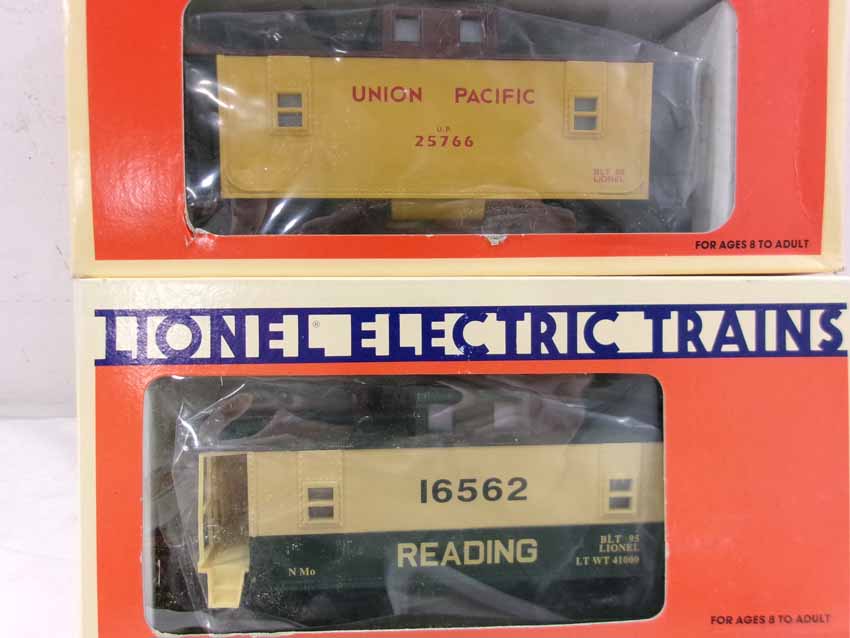 UNION PACIFIC
U.P.
25766
BLT 98
LIONEL
FOR AGES 8 TO ADULT
LIONEL® ELECTRIC TRAINS
16562
READING
BLT 95
LIONEL
LT WT 41000
N Mo
FOR AGES 8 TO ADULT